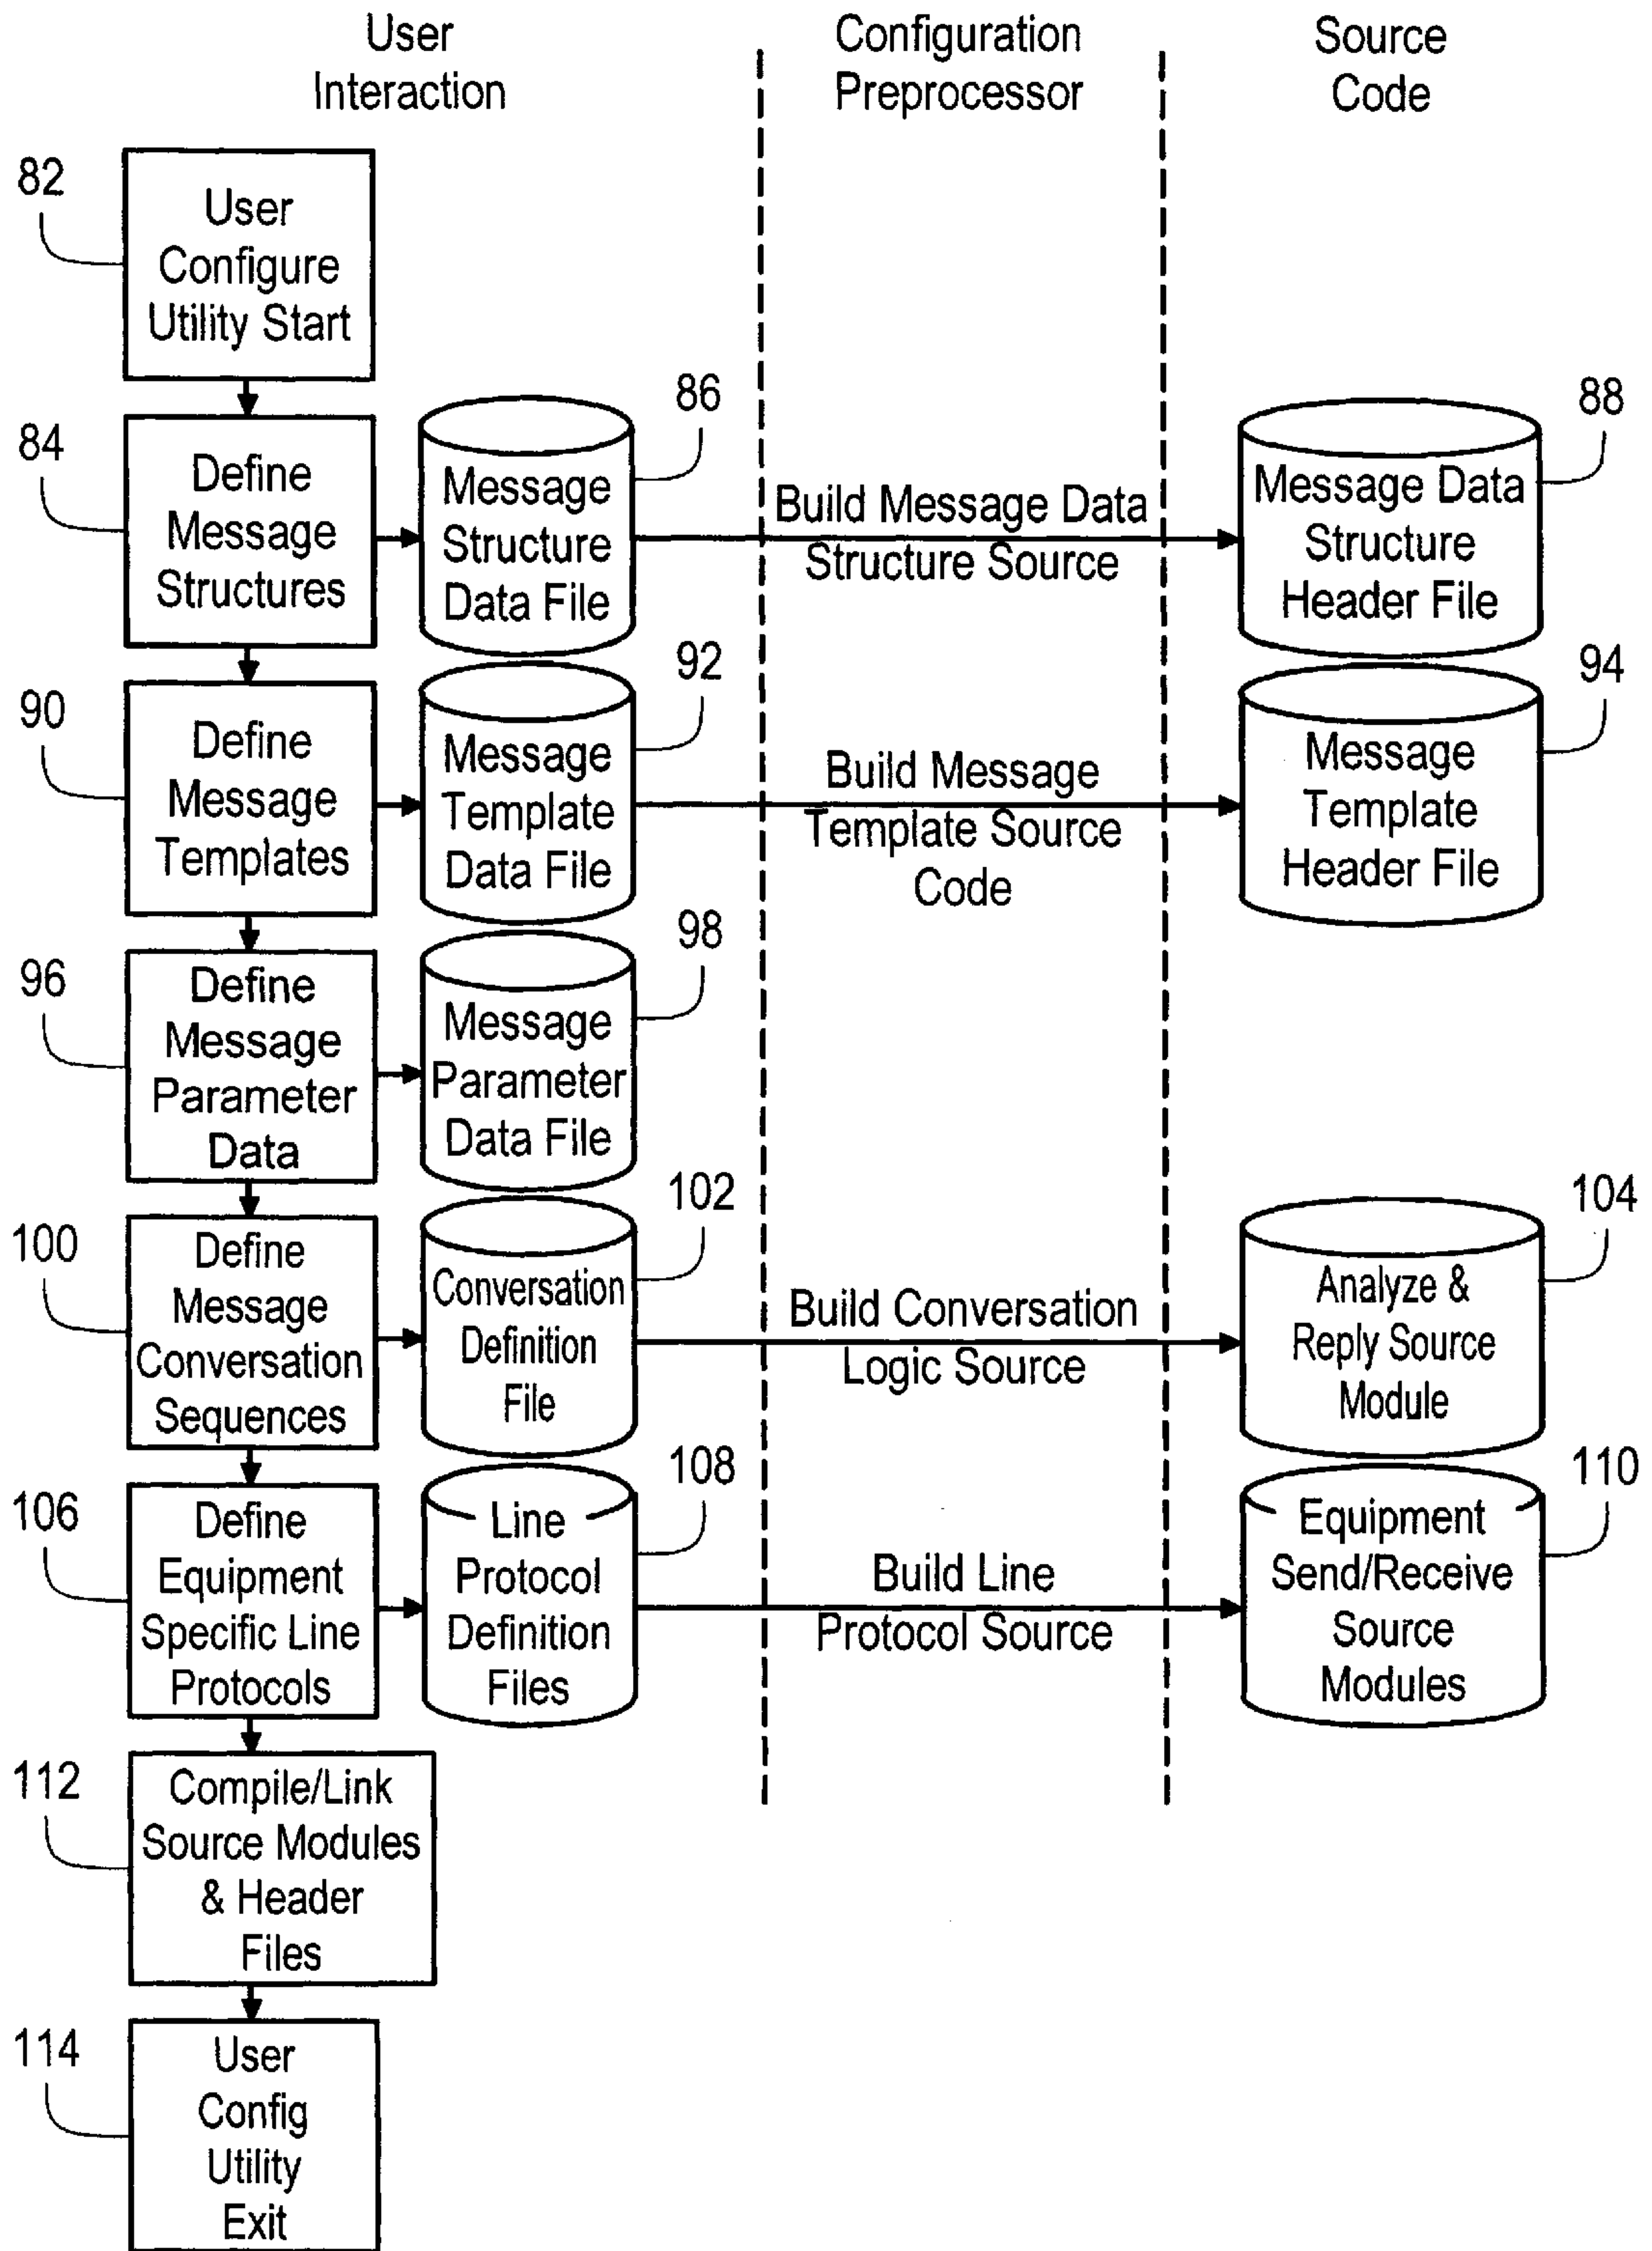 User
Interaction
Configuration
Preprocessor
Source
Code
82
User
Configure
Utility Start
84
Define
Message
Structures
86
Message
Structure
Data File
Build Message Data
Structure Source
88
Message Data
Structure
Header File
90
Define
Message
Templates
92
Message
Template
Data File
Build Message
Template Source
Code
94
Message
Template
Header File
96
Define
Message
Parameter
Data
98
Message
Parameter
Data File
100
Define
Message
Conversation
Sequences
102
Conversation
Definition
File
Build Conversation
Logic Source
104
Analyze &
Reply Source
Module
106
Define
Equipment
Specific Line
Protocols
108
Line
Protocol
Definition
Files
Build Line
Protocol Source
110
Equipment
Send/Receive
Source
Modules
112
Compile/Link
Source Modules
& Header
Files
114
User
Config
Utility
Exit